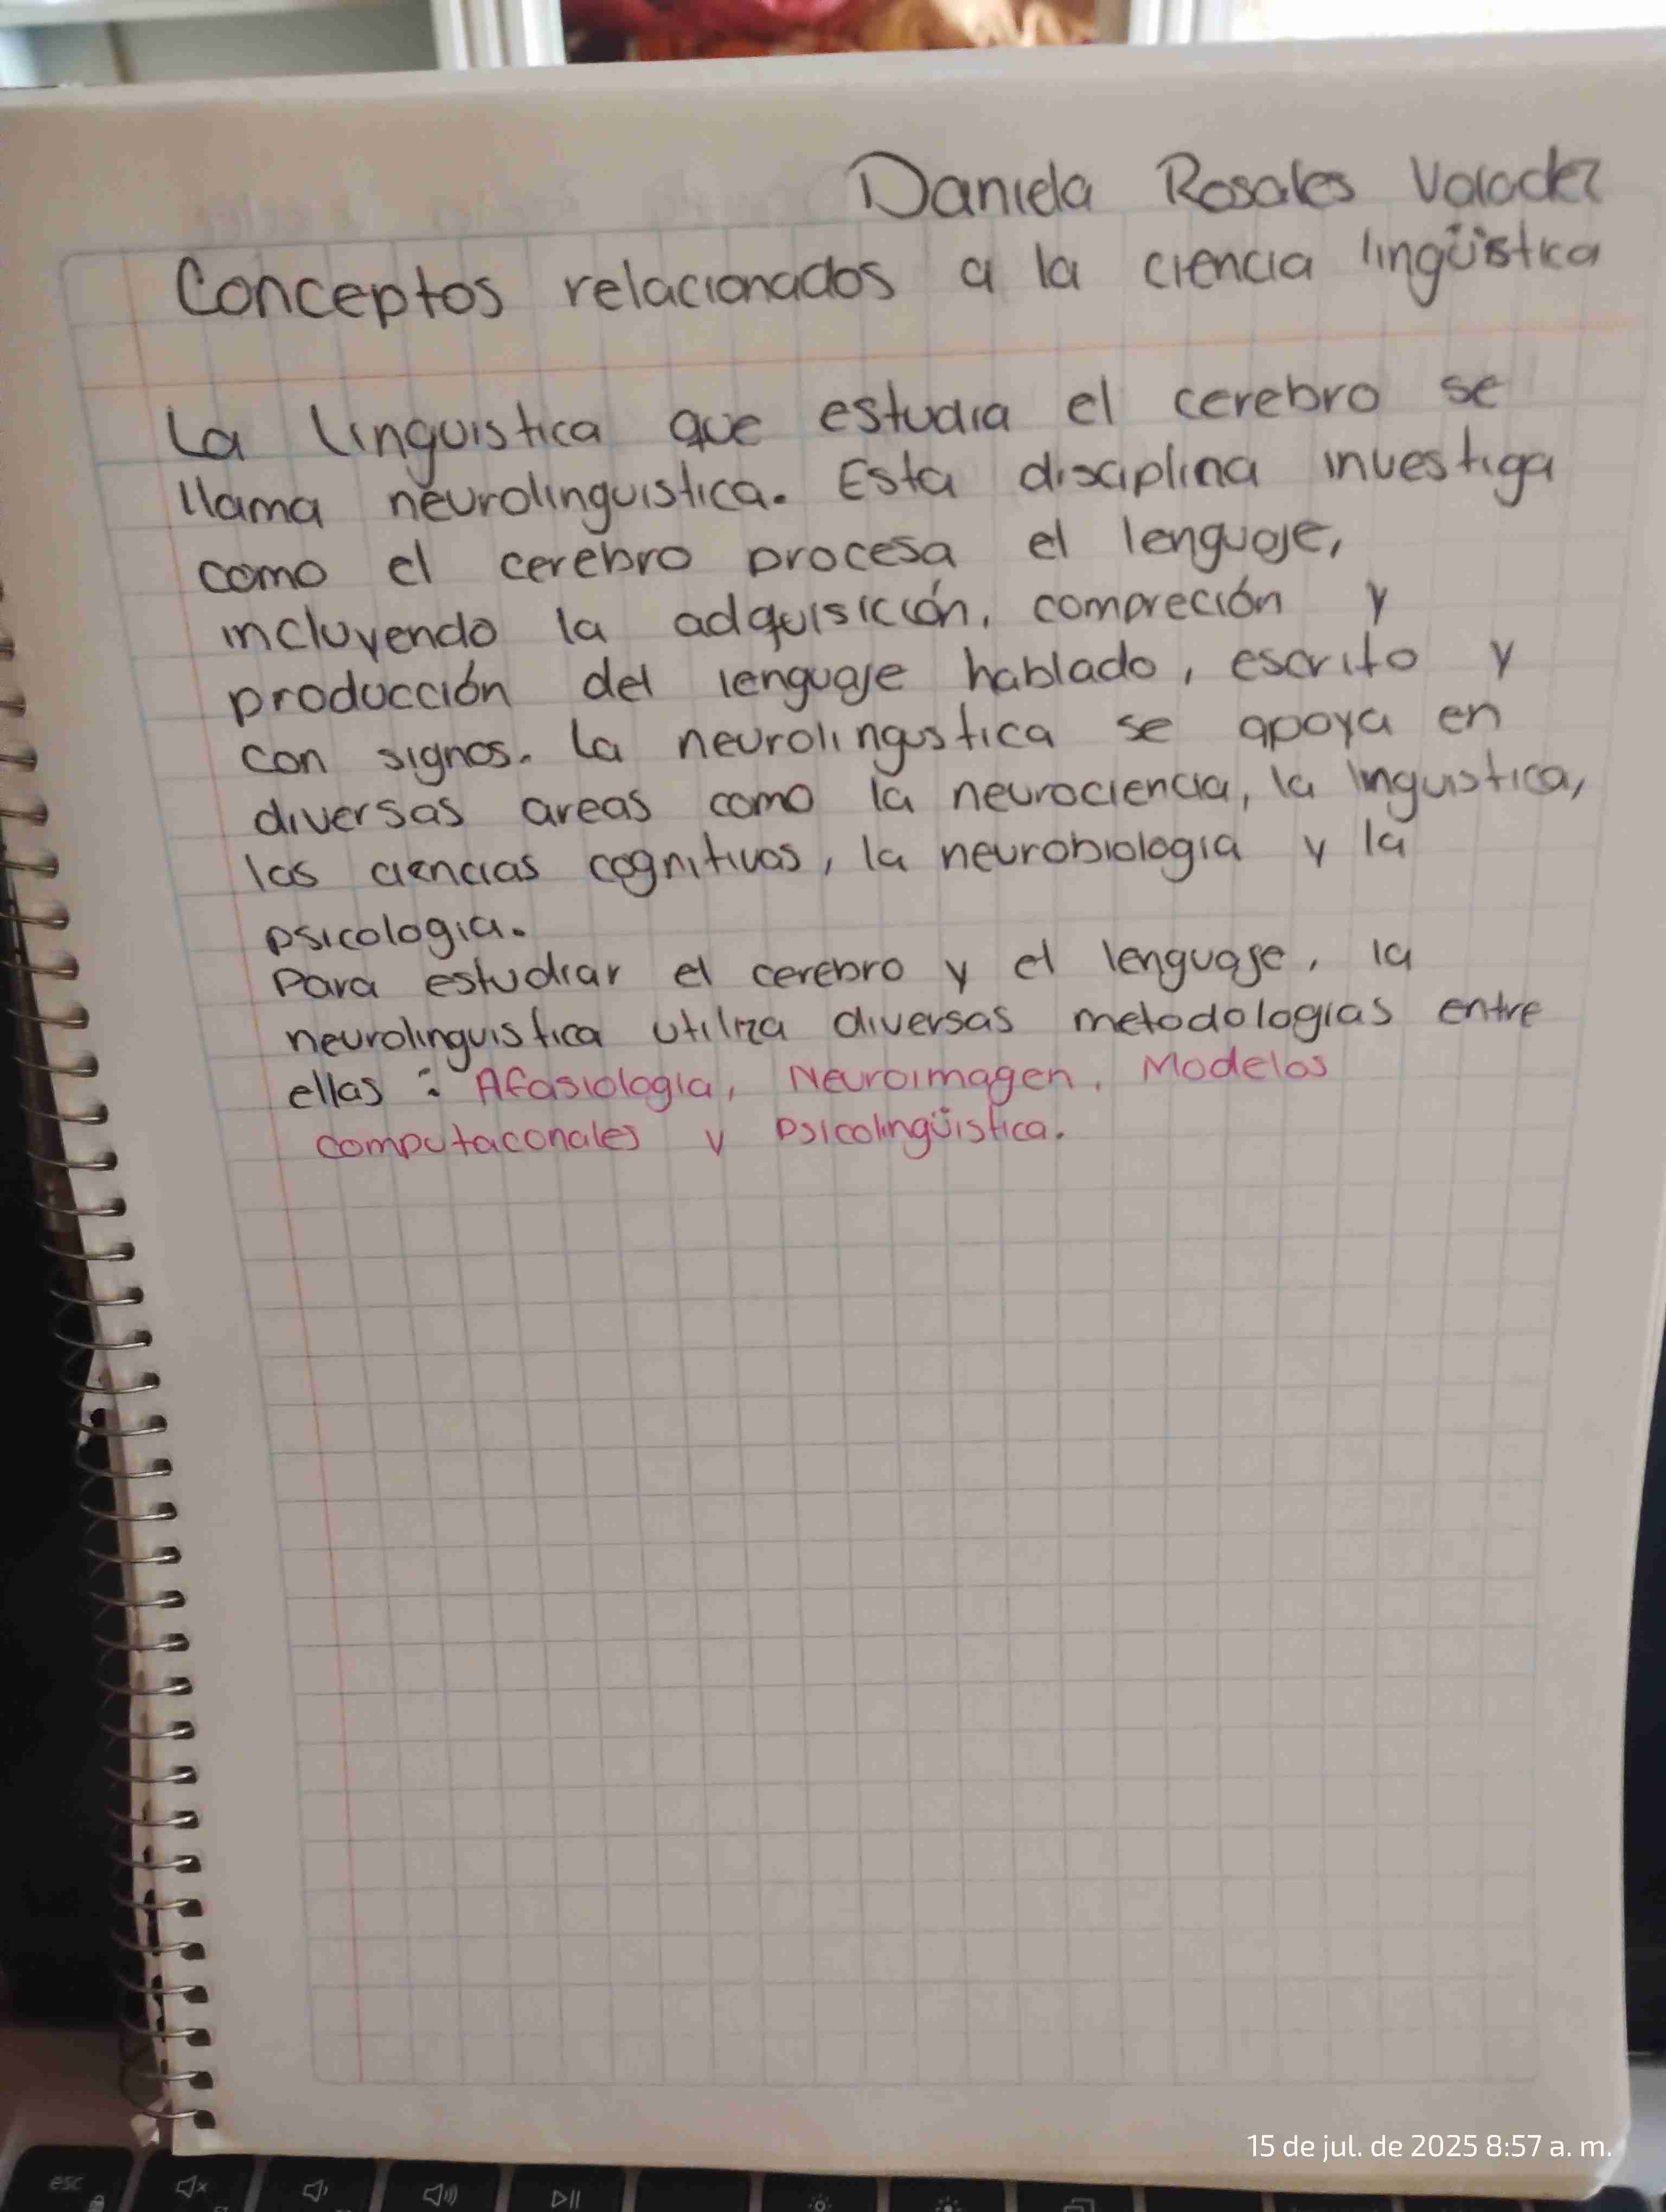 Daniela Rosales Valadez
Conceptos relacionados a la ciencia lingüistica
La linguistica que estudia el cerebro se
llama neurolinguistica. Esta disciplina investiga
como el cerebro procesa el lenguaje,
incluyendo la adquisición, compreción y
producción del lenguaje hablado, escrito y
con signos. La neurolingustica se apoya en
diversas areas como la neurociencia, la linguistica,
las ciencias cognitivas, la neurobiologia y la
psicologia.
Para estudiar el cerebro y el lenguaje, la
neurolinguistica utiliza diversas metodologias entre
ellas: Afasiologia, Neuroimagen, Modelos
computaconales y Psicolingüistica.
15 de jul. de 2025 8:57 a. m.
esc